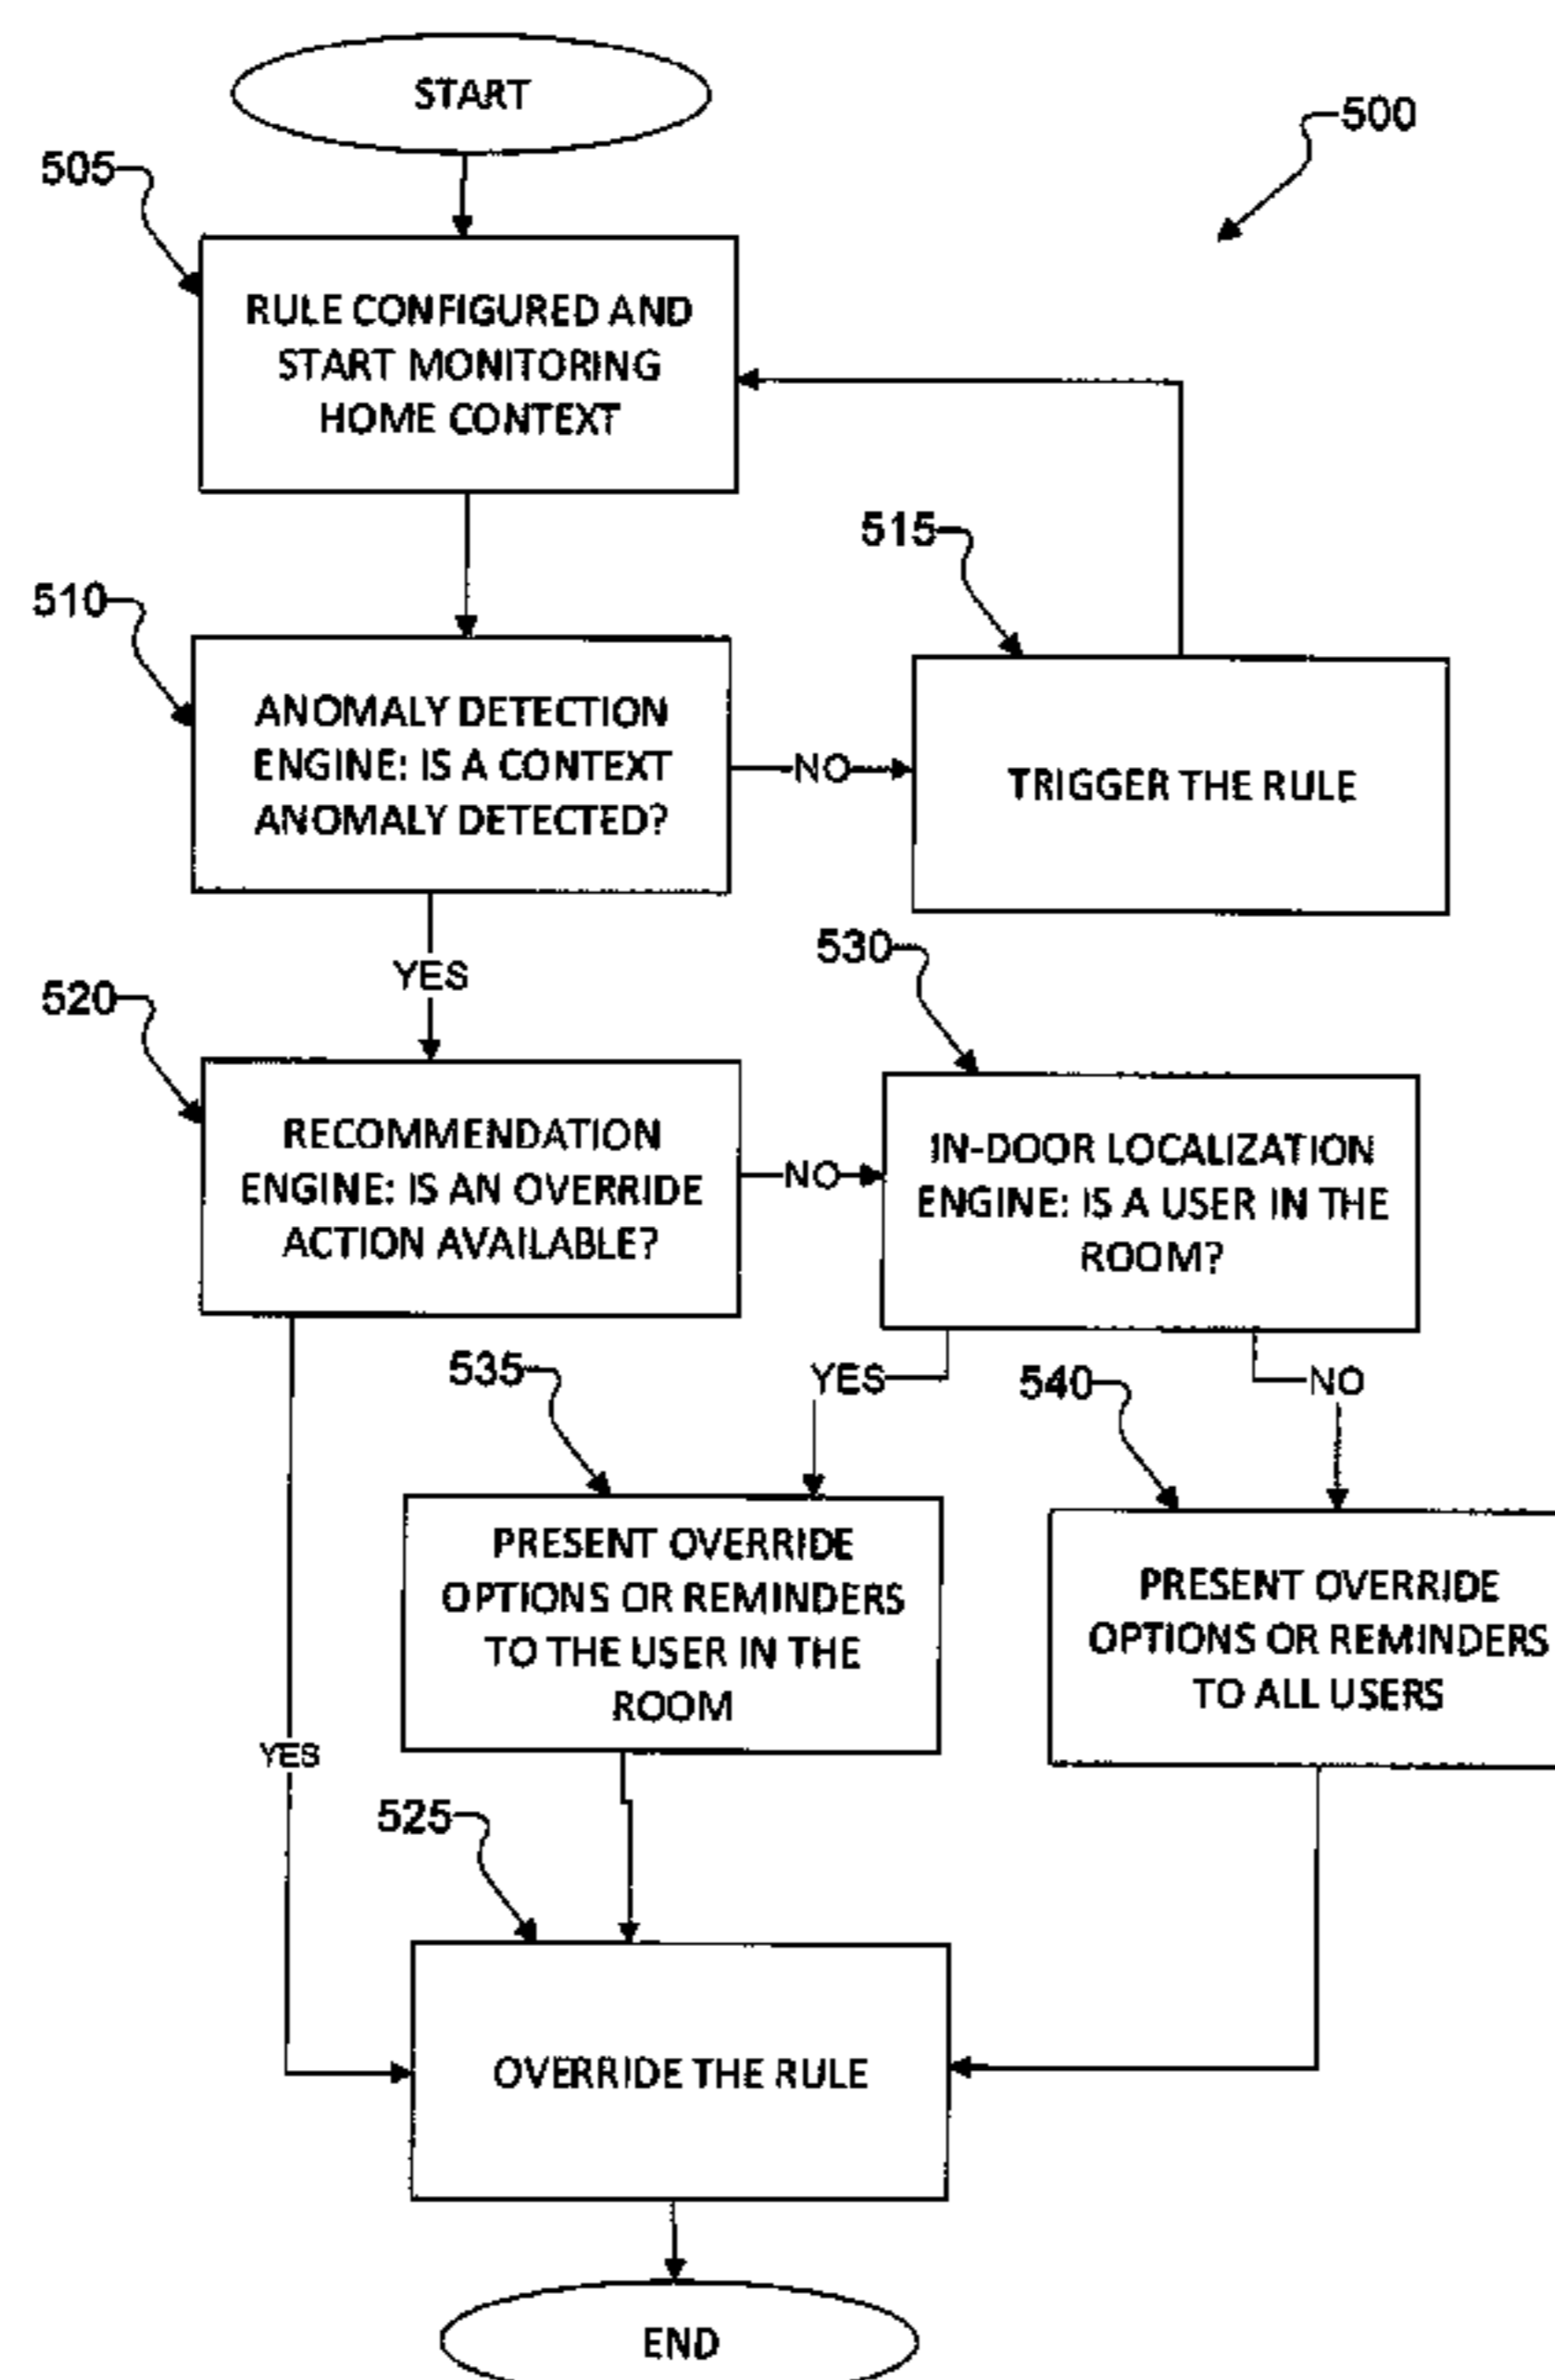 START
500
505
RULE CONFIGURED AND
START MONITORING
HOME CONTEXT
515
510
ANOMALY DETECTION
ENGINE: IS A CONTEXT
ANOMALY DETECTED?
NO
TRIGGER THE RULE
YES
530
520
RECOMMENDATION
ENGINE: IS AN OVERRIDE
ACTION AVAILABLE?
NO
IN-DOOR LOCALIZATION
ENGINE: IS A USER IN THE
ROOM?
535
YES
540
NO
PRESENT OVERRIDE
OPTIONS OR REMINDERS
TO THE USER IN THE
ROOM
PRESENT OVERRIDE
OPTIONS OR REMINDERS
TO ALL USERS
YES
525
OVERRIDE THE RULE
END